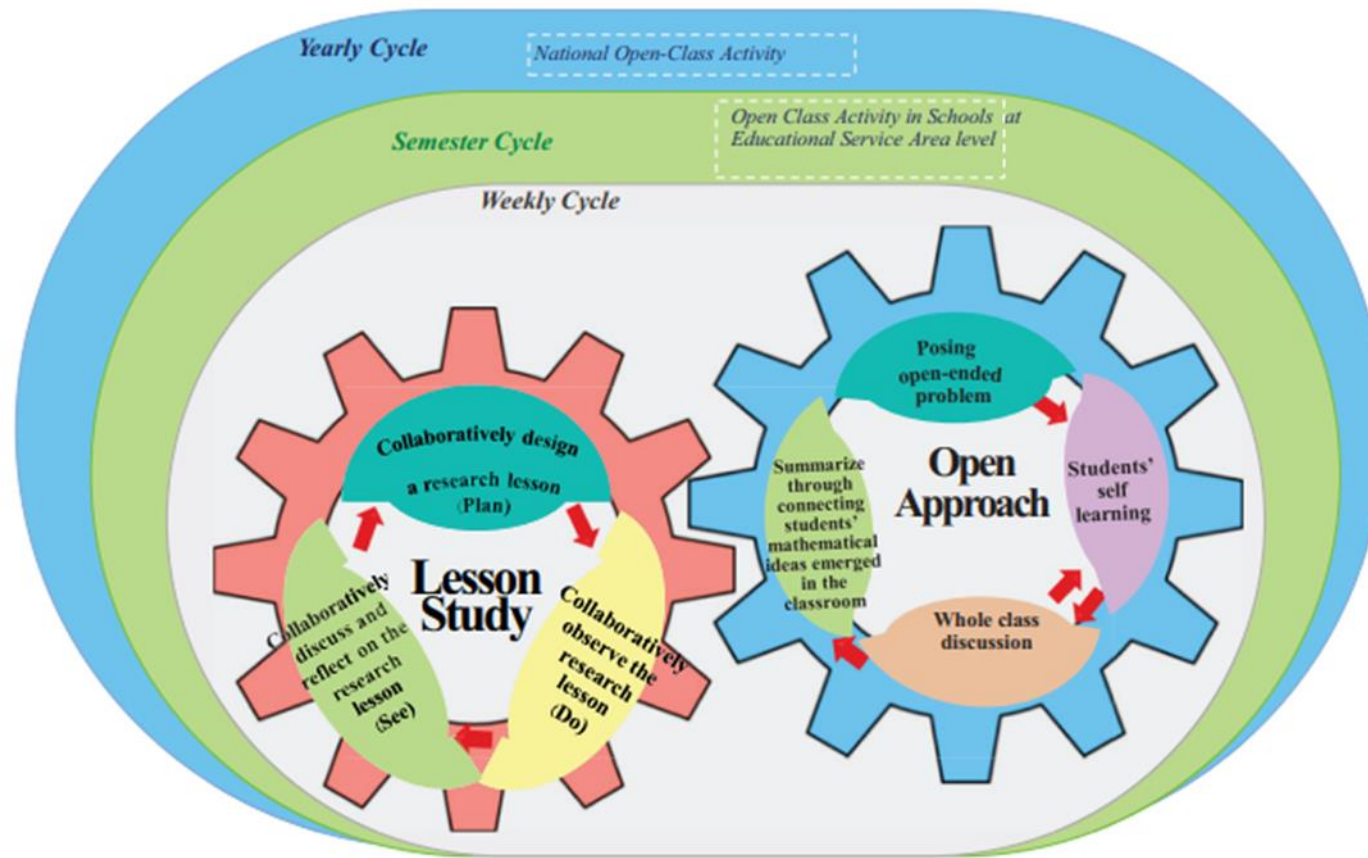 Yearly Cycle
National Open-Class Activity
Open Class Activity in Schools at
Educational Service Area level
Semester Cycle
Weekly Cycle
Collaboratively design
a research lesson
(Plan)
Lesson
Study
Collaboratively
observe the
research
lesson
(Do)
Collaboratively
discuss and
reflect on the
research
lesson
(See)
Posing
open-ended
problem
Open
Approach
Students'
self
learning
Whole class
discussion
Summarize
through
connecting
students'
mathematical
ideas emerged
in the
classroom